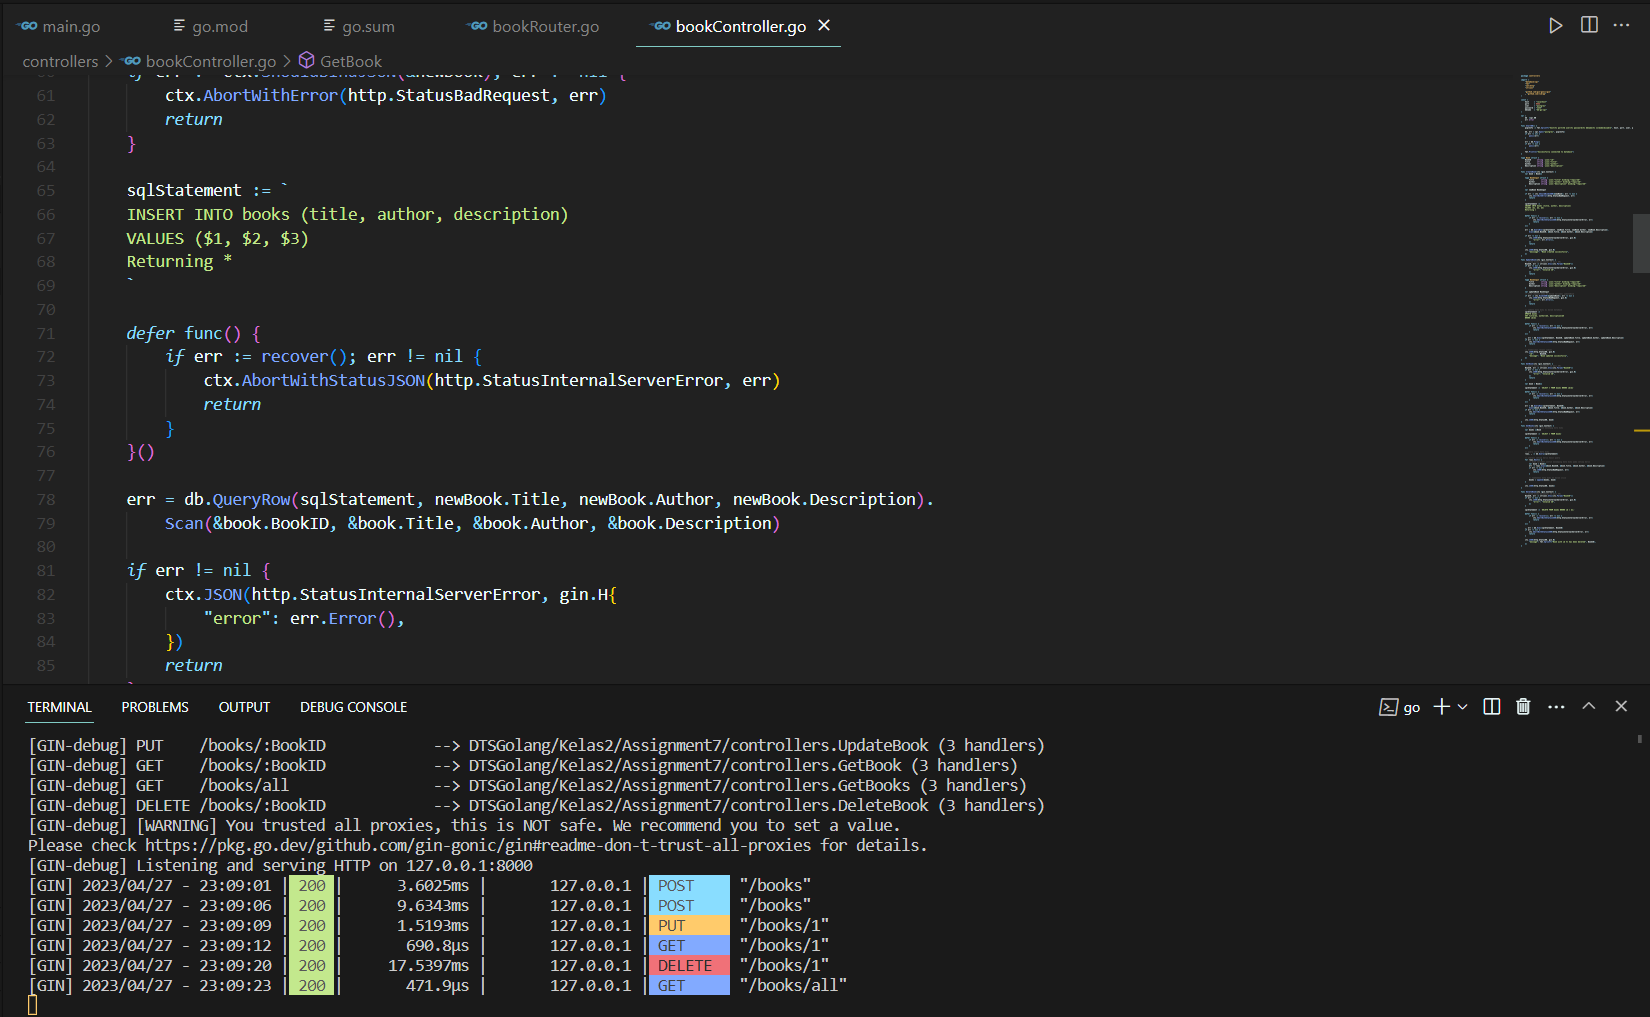 main.go go.mod go.sum bookRouter.go bookController.go
controllers > bookController.go > GetBook
61 ctx.AbortWithError(http.StatusBadRequest, err)
62 return
63 }
64
65 sqlStatement := `
66 INSERT INTO books (title, author, description)
67 VALUES ($1, $2, $3)
68 Returning *
69 `
70
71 defer func() {
72 if err := recover(); err != nil {
73 ctx.AbortWithStatusJSON(http.StatusInternalServerError, err)
74 return
75 }
76 }()
77
78 err = db.QueryRow(sqlStatement, newBook.Title, newBook.Author, newBook.Description).
79 Scan(&book.BookID, &book.Title, &book.Author, &book.Description)
80
81 if err != nil {
82 ctx.JSON(http.StatusInternalServerError, gin.H{
83 "error": err.Error(),
84 })
85 return
TERMINAL PROBLEMS OUTPUT DEBUG CONSOLE go
[GIN-debug] PUT /books/:BookID --> DTSGolang/Kelas2/Assignment7/controllers.UpdateBook (3 handlers)
[GIN-debug] GET /books/:BookID --> DTSGolang/Kelas2/Assignment7/controllers.GetBook (3 handlers)
[GIN-debug] GET /books/all --> DTSGolang/Kelas2/Assignment7/controllers.GetBooks (3 handlers)
[GIN-debug] DELETE /books/:BookID --> DTSGolang/Kelas2/Assignment7/controllers.DeleteBook (3 handlers)
[GIN-debug] [WARNING] You trusted all proxies, this is NOT safe. We recommend you to set a value.
Please check https://pkg.go.dev/github.com/gin-gonic/gin#readme-don-t-trust-all-proxies for details.
[GIN-debug] Listening and serving HTTP on 127.0.0.1:8000
[GIN] 2023/04/27 - 23:09:01 | 200 | 3.6025ms | 127.0.0.1 | POST "/books"
[GIN] 2023/04/27 - 23:09:06 | 200 | 9.6343ms | 127.0.0.1 | POST "/books"
[GIN] 2023/04/27 - 23:09:09 | 200 | 1.5193ms | 127.0.0.1 | PUT "/books/1"
[GIN] 2023/04/27 - 23:09:12 | 200 | 690.8µs | 127.0.0.1 | GET "/books/1"
[GIN] 2023/04/27 - 23:09:20 | 200 | 17.5397ms | 127.0.0.1 | DELETE "/books/1"
[GIN] 2023/04/27 - 23:09:23 | 200 | 471.9µs | 127.0.0.1 | GET "/books/all"